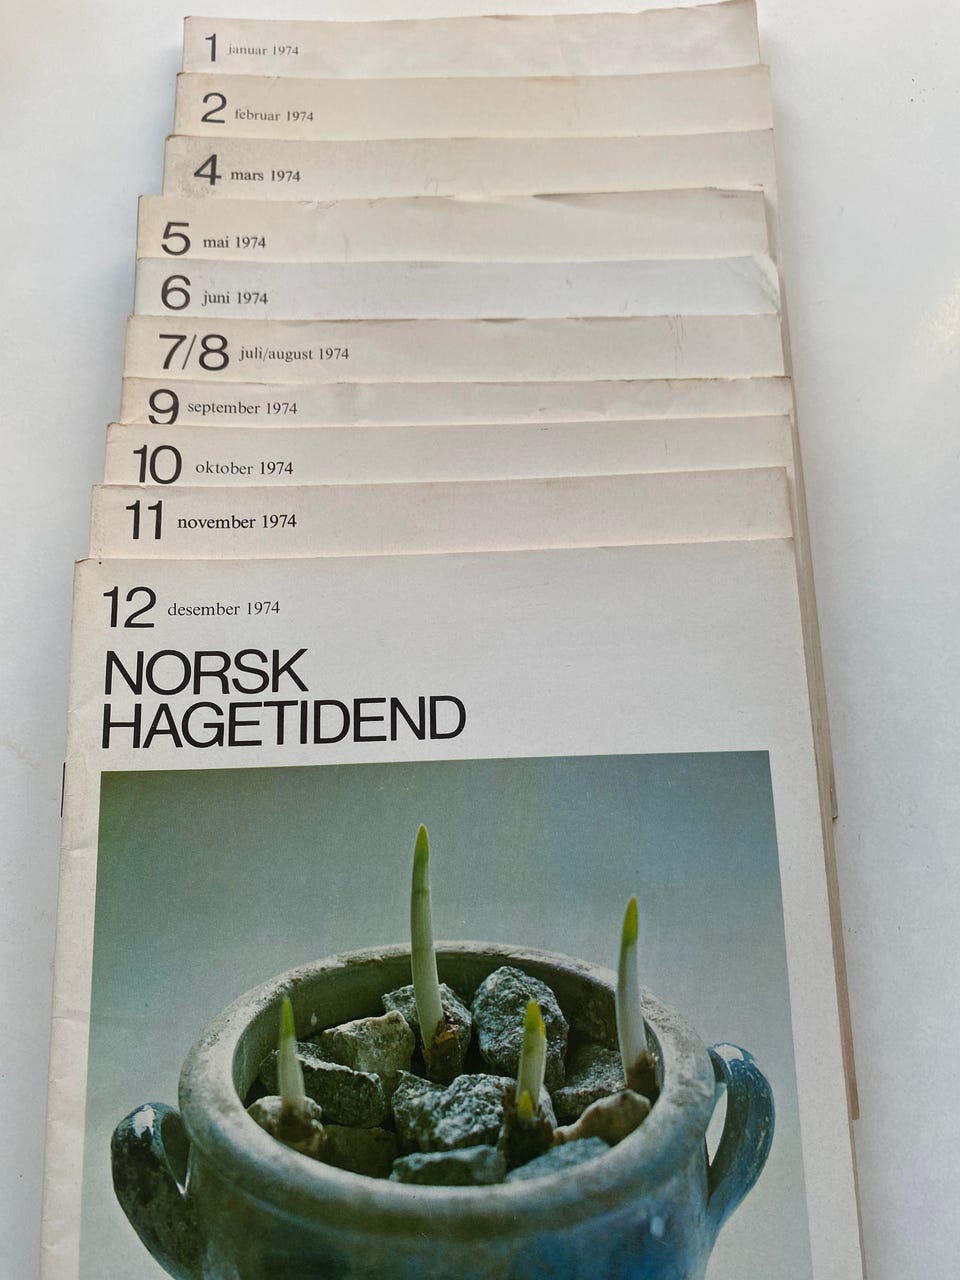 1 januar 1974
2 februar 1974
4 mars 1974
5 mai 1974
6 juni 1974
7/8 juli/august 1974
9 september 1974
10 oktober 1974
11 november 1974
12 desember 1974
NORSK
HAGETIDEND